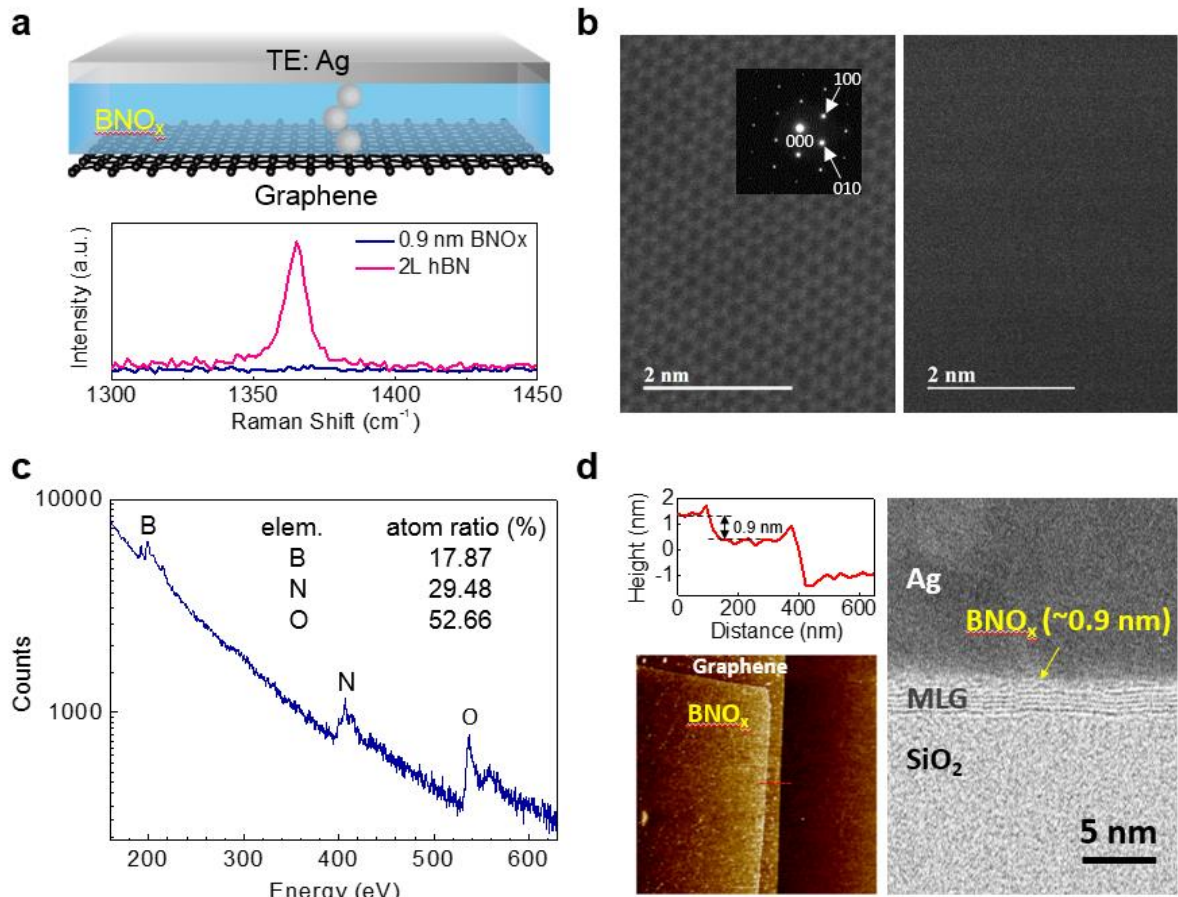 a
TE: Ag
BNOx
Graphene
Intensity (a.u.)
0.9 nm BNOx
2L hBN
1300 1350 1400 1450
Raman Shift (cm⁻¹)
b
100
000
010
2 nm
2 nm
c
10000
1000
Counts
B
N
O
elem. atom ratio (%)
B 17.87
N 29.48
O 52.66
200 300 400 500 600
Energy (eV)
d
Height (nm)
2
1
0
-1
0.9 nm
0 200 400 600
Distance (nm)
Graphene
BNOx
Ag
BNOx (~0.9 nm)
MLG
SiO₂
5 nm